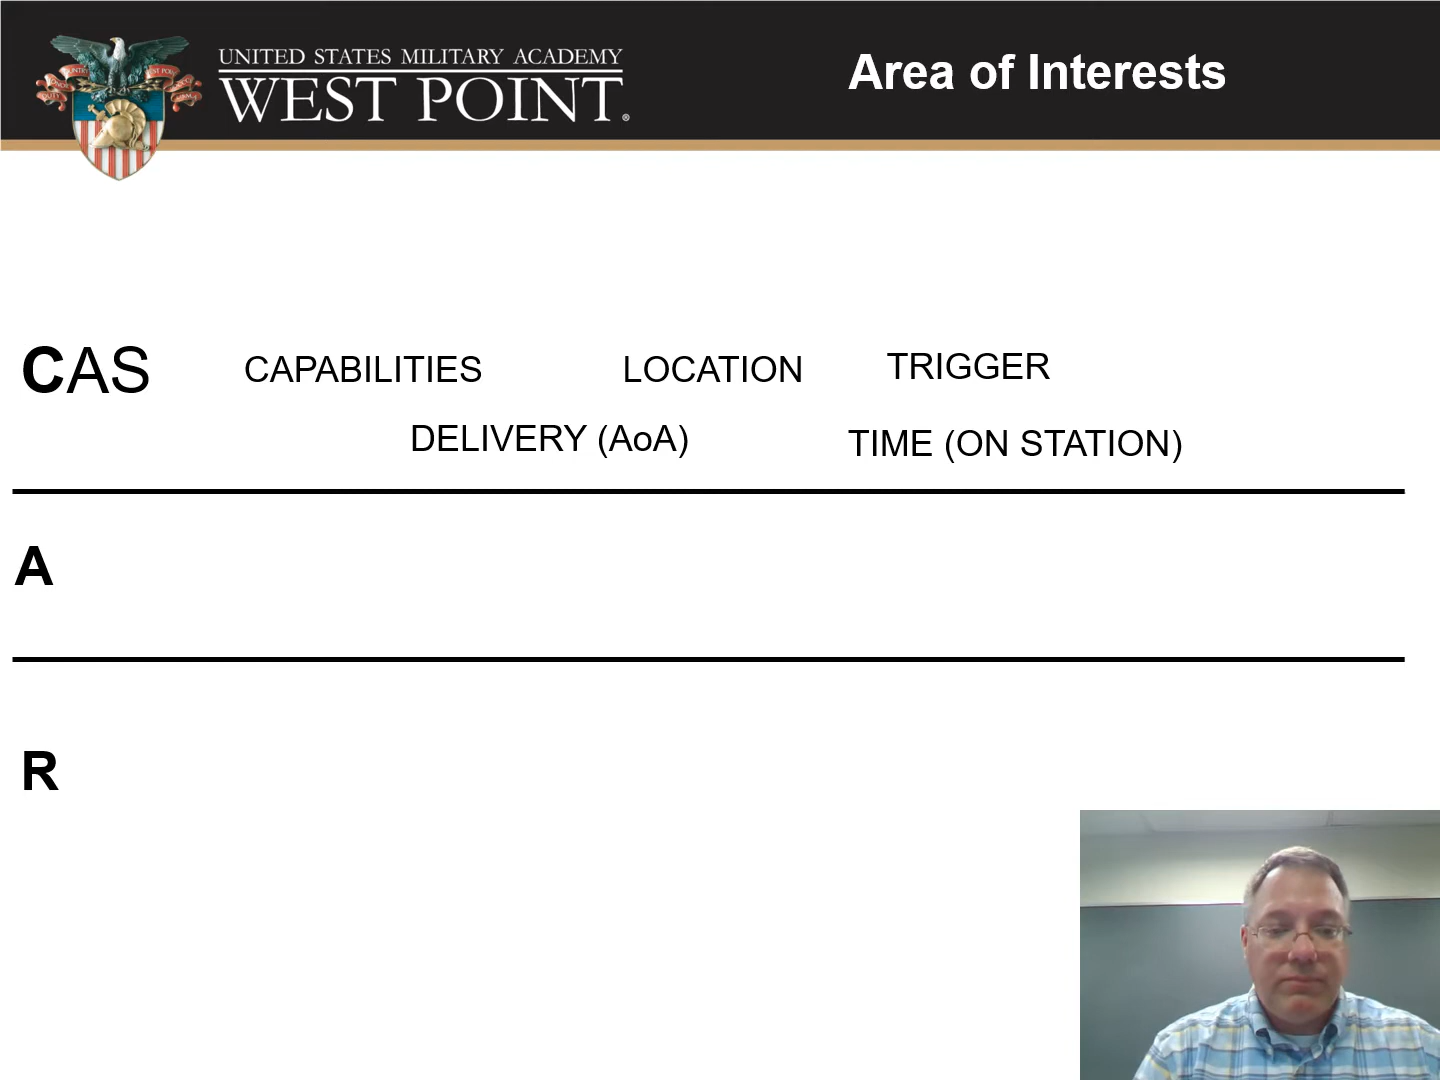 UNITED STATES MILITARY ACADEMY
WEST POINT®
Area of Interests
CAS CAPABILITIES LOCATION TRIGGER
DELIVERY (AoA) TIME (ON STATION)
A
R